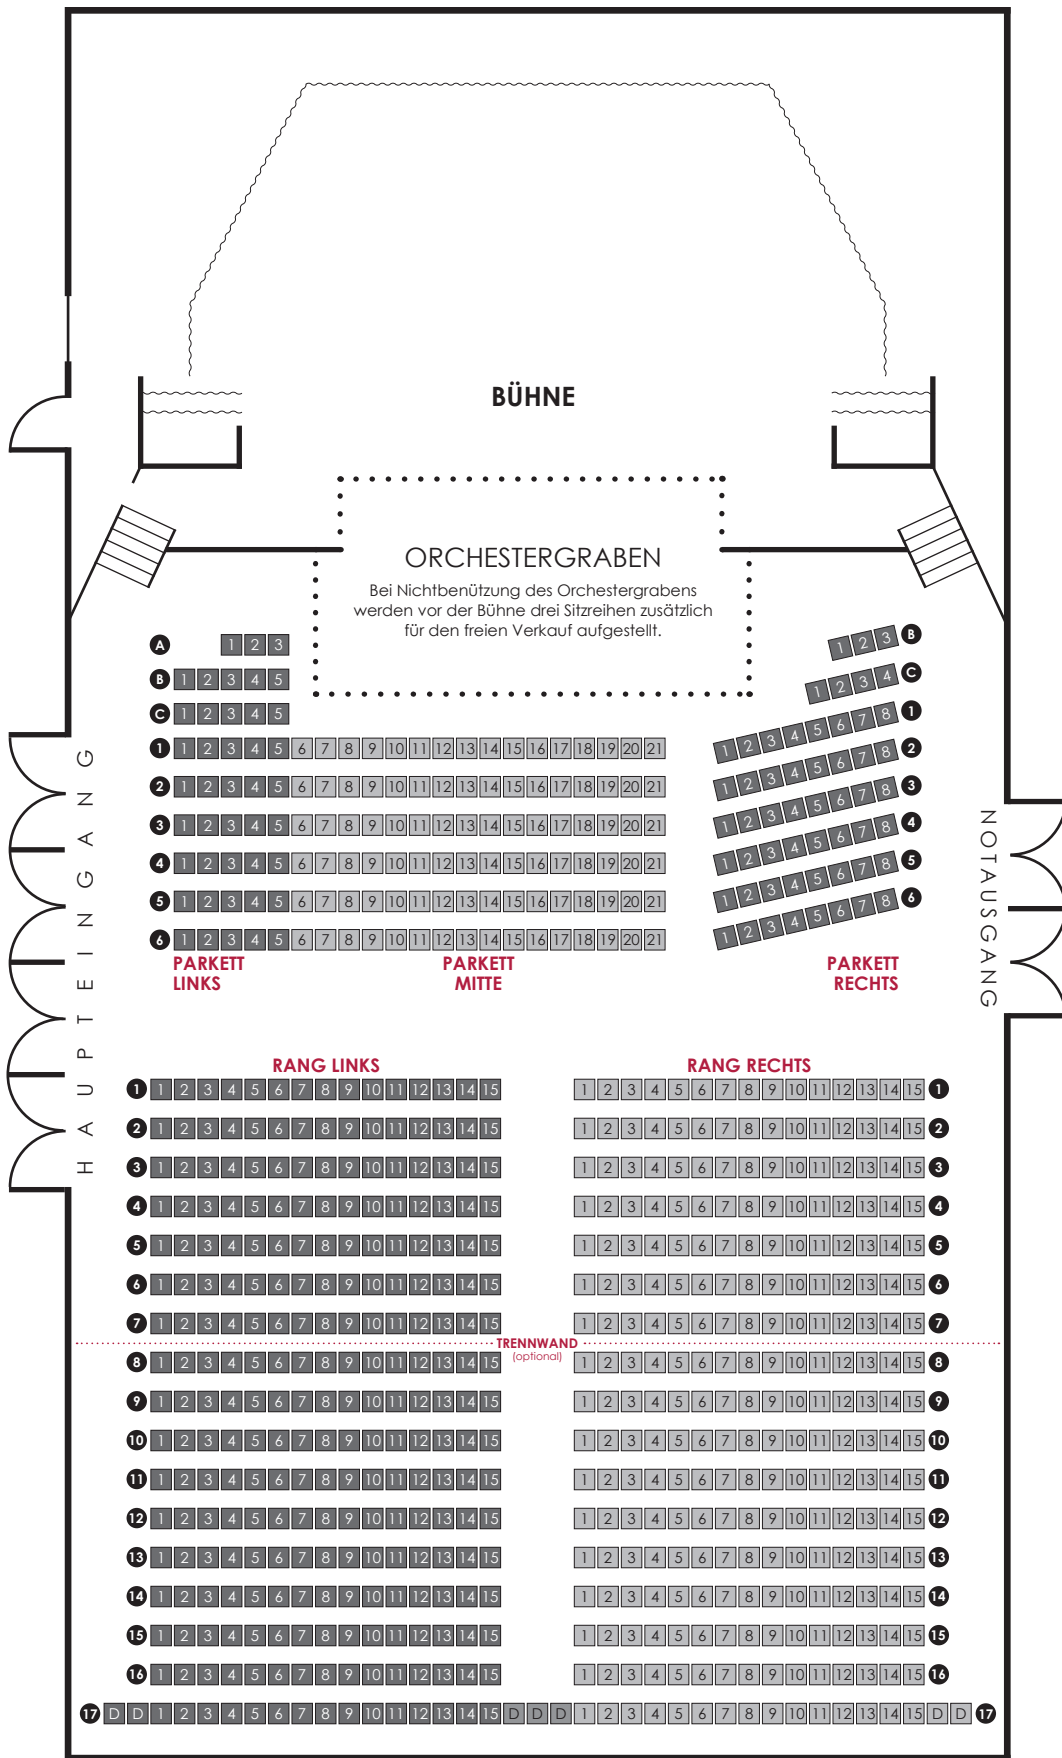 BÜHNE
ORCHESTERGRABEN
Bei Nichtbenützung des Orchestergrabens
werden vor der Bühne drei Sitzreihen zusätzlich
für den freien Verkauf aufgestellt.
A 1 2 3
B 1 2 3 4 5
C 1 2 3 4 5
1 1 2 3 4 5 6 7 8 9 10 11 12 13 14 15 16 17 18 19 20 21
2 1 2 3 4 5 6 7 8 9 10 11 12 13 14 15 16 17 18 19 20 21
3 1 2 3 4 5 6 7 8 9 10 11 12 13 14 15 16 17 18 19 20 21
4 1 2 3 4 5 6 7 8 9 10 11 12 13 14 15 16 17 18 19 20 21
5 1 2 3 4 5 6 7 8 9 10 11 12 13 14 15 16 17 18 19 20 21
6 1 2 3 4 5 6 7 8 9 10 11 12 13 14 15 16 17 18 19 20 21
1 2 3 B
1 2 3 4 C
1 2 3 4 5 6 7 8 1
1 2 3 4 5 6 7 8 2
1 2 3 4 5 6 7 8 3
1 2 3 4 5 6 7 8 4
1 2 3 4 5 6 7 8 5
1 2 3 4 5 6 7 8 6
PARKETT
LINKS
PARKETT
MITTE
PARKETT
RECHTS
HAUPTEINGANG
NOTAUSGANG
RANG LINKS RANG RECHTS
1 1 2 3 4 5 6 7 8 9 10 11 12 13 14 15 1 2 3 4 5 6 7 8 9 10 11 12 13 14 15 1
2 1 2 3 4 5 6 7 8 9 10 11 12 13 14 15 1 2 3 4 5 6 7 8 9 10 11 12 13 14 15 2
3 1 2 3 4 5 6 7 8 9 10 11 12 13 14 15 1 2 3 4 5 6 7 8 9 10 11 12 13 14 15 3
4 1 2 3 4 5 6 7 8 9 10 11 12 13 14 15 1 2 3 4 5 6 7 8 9 10 11 12 13 14 15 4
5 1 2 3 4 5 6 7 8 9 10 11 12 13 14 15 1 2 3 4 5 6 7 8 9 10 11 12 13 14 15 5
6 1 2 3 4 5 6 7 8 9 10 11 12 13 14 15 1 2 3 4 5 6 7 8 9 10 11 12 13 14 15 6
7 1 2 3 4 5 6 7 8 9 10 11 12 13 14 15 1 2 3 4 5 6 7 8 9 10 11 12 13 14 15 7
TRENNWAND
(optional)
8 1 2 3 4 5 6 7 8 9 10 11 12 13 14 15 1 2 3 4 5 6 7 8 9 10 11 12 13 14 15 8
9 1 2 3 4 5 6 7 8 9 10 11 12 13 14 15 1 2 3 4 5 6 7 8 9 10 11 12 13 14 15 9
10 1 2 3 4 5 6 7 8 9 10 11 12 13 14 15 1 2 3 4 5 6 7 8 9 10 11 12 13 14 15 10
11 1 2 3 4 5 6 7 8 9 10 11 12 13 14 15 1 2 3 4 5 6 7 8 9 10 11 12 13 14 15 11
12 1 2 3 4 5 6 7 8 9 10 11 12 13 14 15 1 2 3 4 5 6 7 8 9 10 11 12 13 14 15 12
13 1 2 3 4 5 6 7 8 9 10 11 12 13 14 15 1 2 3 4 5 6 7 8 9 10 11 12 13 14 15 13
14 1 2 3 4 5 6 7 8 9 10 11 12 13 14 15 1 2 3 4 5 6 7 8 9 10 11 12 13 14 15 14
15 1 2 3 4 5 6 7 8 9 10 11 12 13 14 15 1 2 3 4 5 6 7 8 9 10 11 12 13 14 15 15
16 1 2 3 4 5 6 7 8 9 10 11 12 13 14 15 1 2 3 4 5 6 7 8 9 10 11 12 13 14 15 16
17 D D 1 2 3 4 5 6 7 8 9 10 11 12 13 14 15 D D D 1 2 3 4 5 6 7 8 9 10 11 12 13 14 15 D D 17